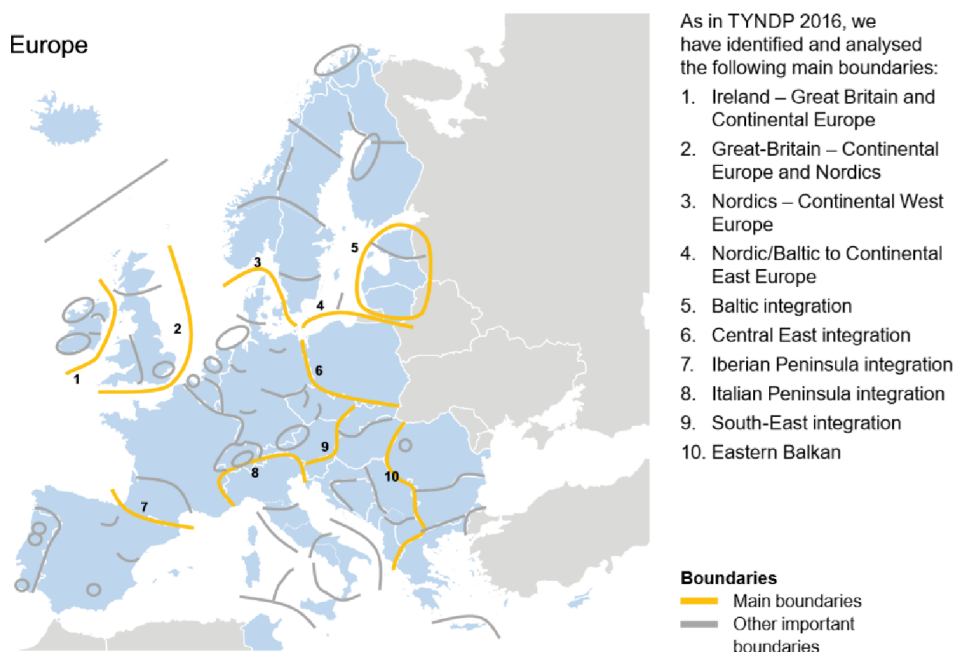 Europe
As in TYNDP 2016, we
have identified and analysed
the following main boundaries:
1. Ireland – Great Britain and
Continental Europe
2. Great-Britain – Continental
Europe and Nordics
3. Nordics – Continental West
Europe
4. Nordic/Baltic to Continental
East Europe
5. Baltic integration
6. Central East integration
7. Iberian Peninsula integration
8. Italian Peninsula integration
9. South-East integration
10. Eastern Balkan
5
3
4
2
1
6
9
8
10
7
Boundaries
Main boundaries
Other important
boundaries